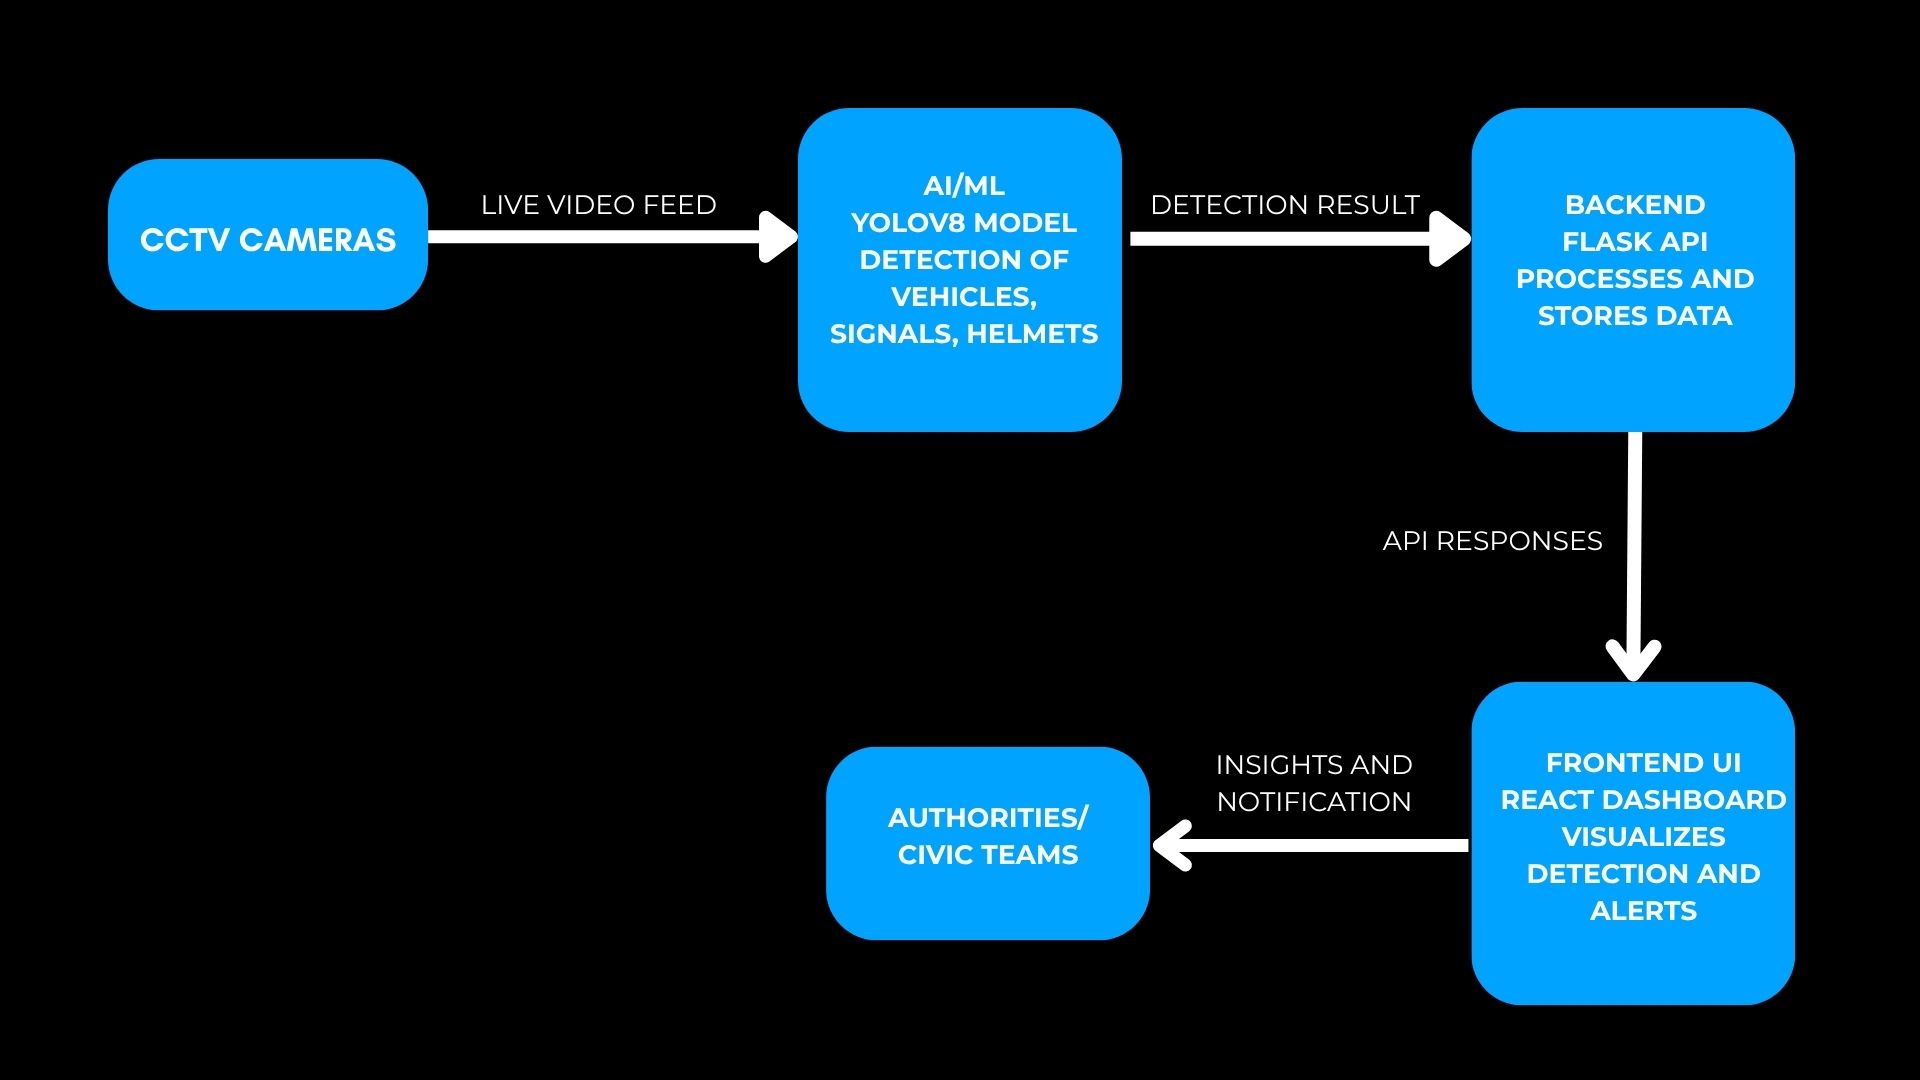 CCTV CAMERAS
LIVE VIDEO FEED
AI/ML
YOLOV8 MODEL
DETECTION OF
VEHICLES,
SIGNALS, HELMETS
DETECTION RESULT
BACKEND
FLASK API
PROCESSES AND
STORES DATA
API RESPONSES
FRONTEND UI
REACT DASHBOARD
VISUALIZES
DETECTION AND
ALERTS
INSIGHTS AND
NOTIFICATION
AUTHORITIES/
CIVIC TEAMS